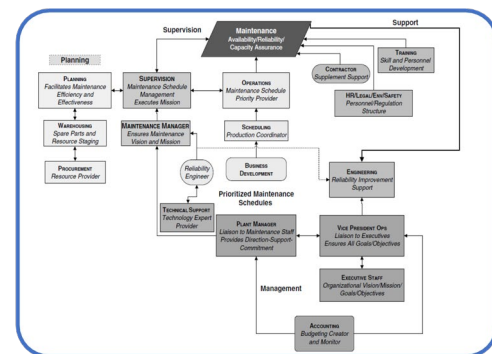 Supervision
Maintenance
Availability/Reliability/
Capacity Assurance
Support
Planning
TRAINING
Skill and Personnel
Development
CONTRACTOR
Supplement Support
PLANNING
Facilitates Maintenance
Efficiency and
Effectiveness
SUPERVISION
Maintenance Schedule
Management
Executes Mission
OPERATIONS
Maintenance Schedule
Priority Provider
HR/LEGAL/ENV/SAFETY
Personnel/Regulation
Structure
WAREHOUSING
Spare Parts and
Resource Staging
MAINTENANCE MANAGER
Ensures Maintenance
Vision and Mission
SCHEDULING
Production Coordinator
PROCUREMENT
Resource Provider
Reliability
Engineer
BUSINESS
DEVELOPMENT
ENGINEERING
Reliability Improvement
Support
Prioritized Maintenance
Schedules
TECHNICAL SUPPORT
Technology Expert
Provider
PLANT MANAGER
Liaison to Maintenance Staff
Provides Direction-Support-
Commitment
VICE PRESIDENT OPS
Liaison to Executives
Ensures All Goals/Objectives
Management
EXECUTIVE STAFF
Organizational Vision/Mission/
Goals/Objectives
ACCOUNTING
Budgeting Creator
and Monitor